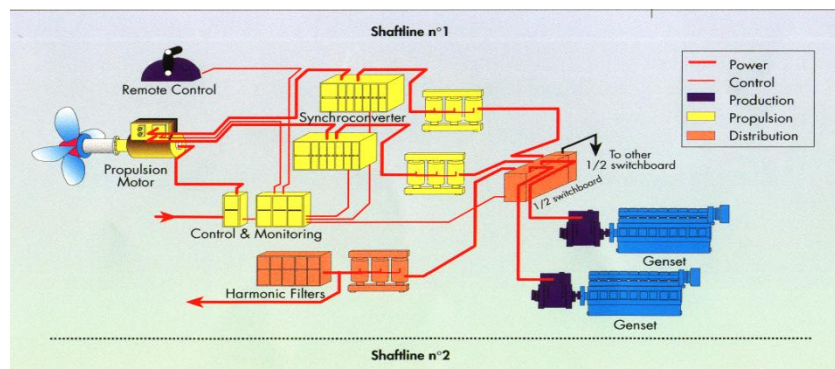 Shaftline n°1
Remote Control
Synchroconverter
Propulsion
Motor
Control & Monitoring
Harmonic Filters
To other
1/2 switchboard
1/2 switchboard
Genset
Genset
Power
Control
Production
Propulsion
Distribution
Shaftline n°2